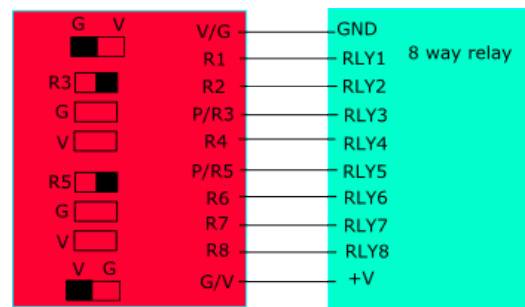 G V
V/G GND
R1 RLY1 8 way relay
R3 R2 RLY2
G P/R3 RLY3
V R4 RLY4
R5 P/R5 RLY5
G R6 RLY6
V R7 RLY7
R8 RLY8
V G
G/V +V